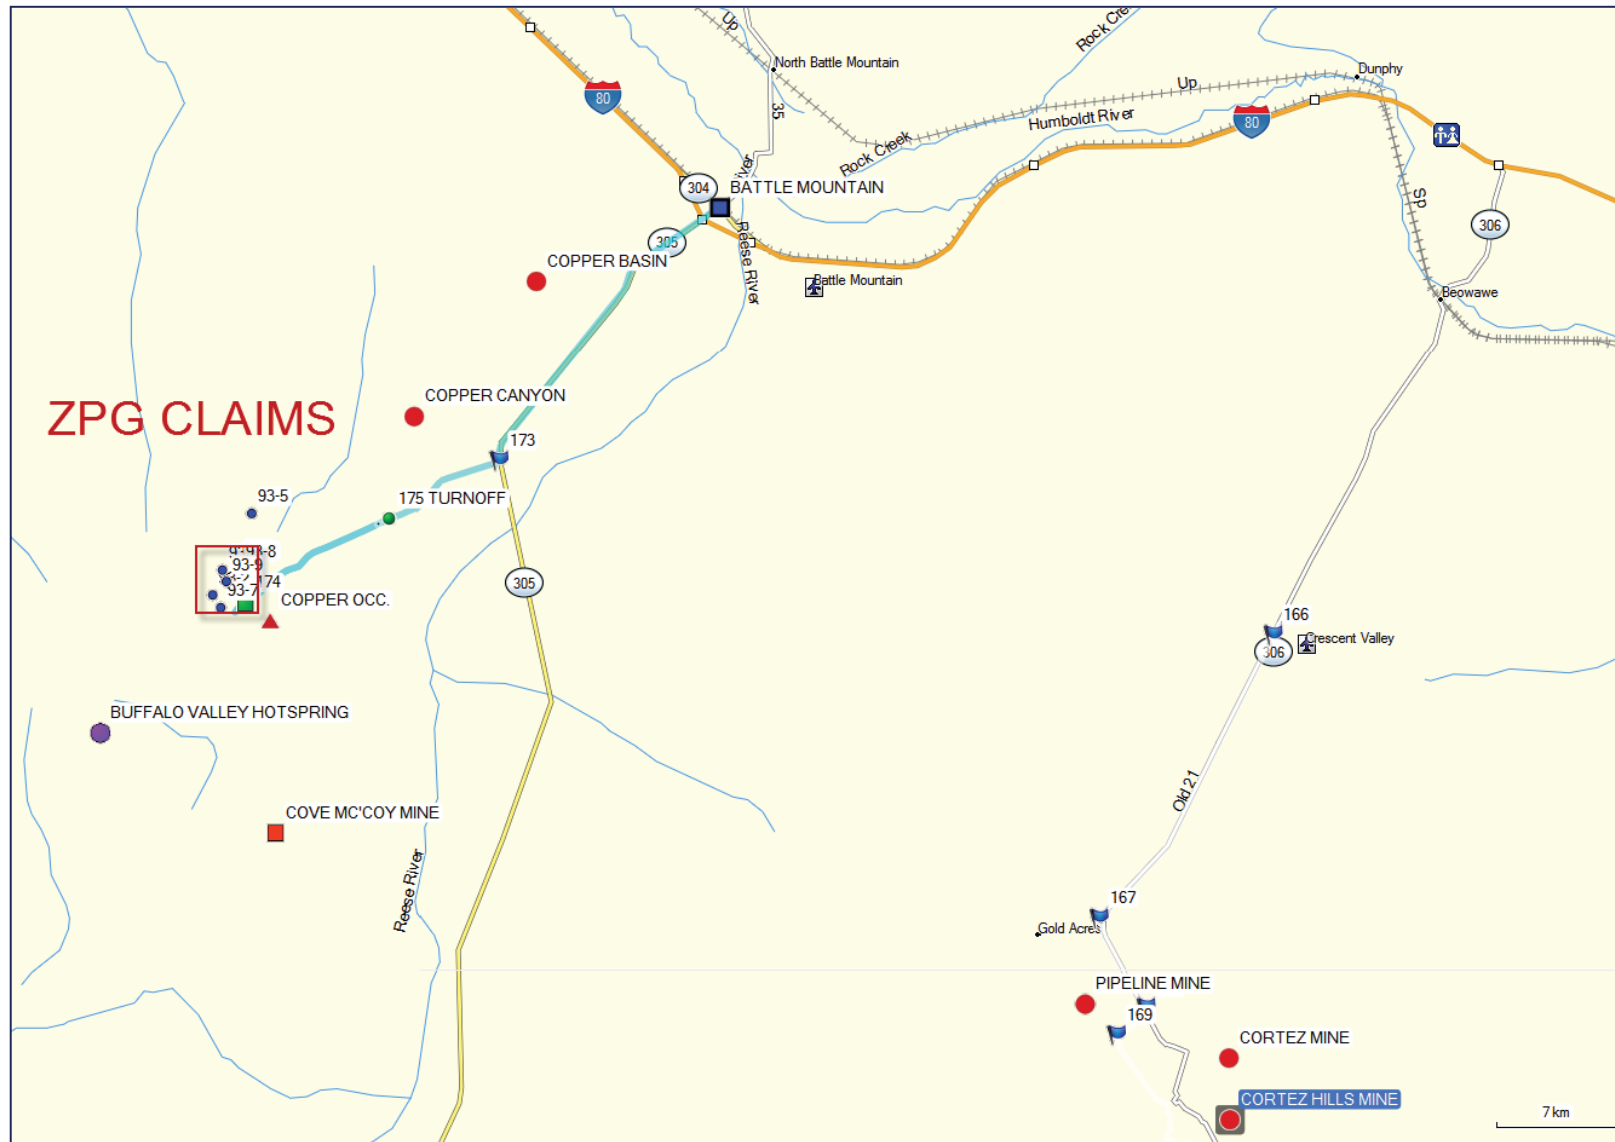 Up
Rock Cre
North Battle Mountain
Dunphy
80
35
Up
Humboldt River
80
Rock Creek
iver
304
BATTLE MOUNTAIN
Sp
306
305
Reese River
COPPER BASIN
Battle Mountain
Beowawe
COPPER CANYON
ZPG CLAIMS
173
93-5
175 TURNOFF
93-8
93-9
174
93-7
305
COPPER OCC.
166
306
Crescent Valley
BUFFALO VALLEY HOTSPRING
Old 21
COVE MC'COY MINE
Reese River
167
Gold Acres
PIPELINE MINE
169
CORTEZ MINE
CORTEZ HILLS MINE
7 km